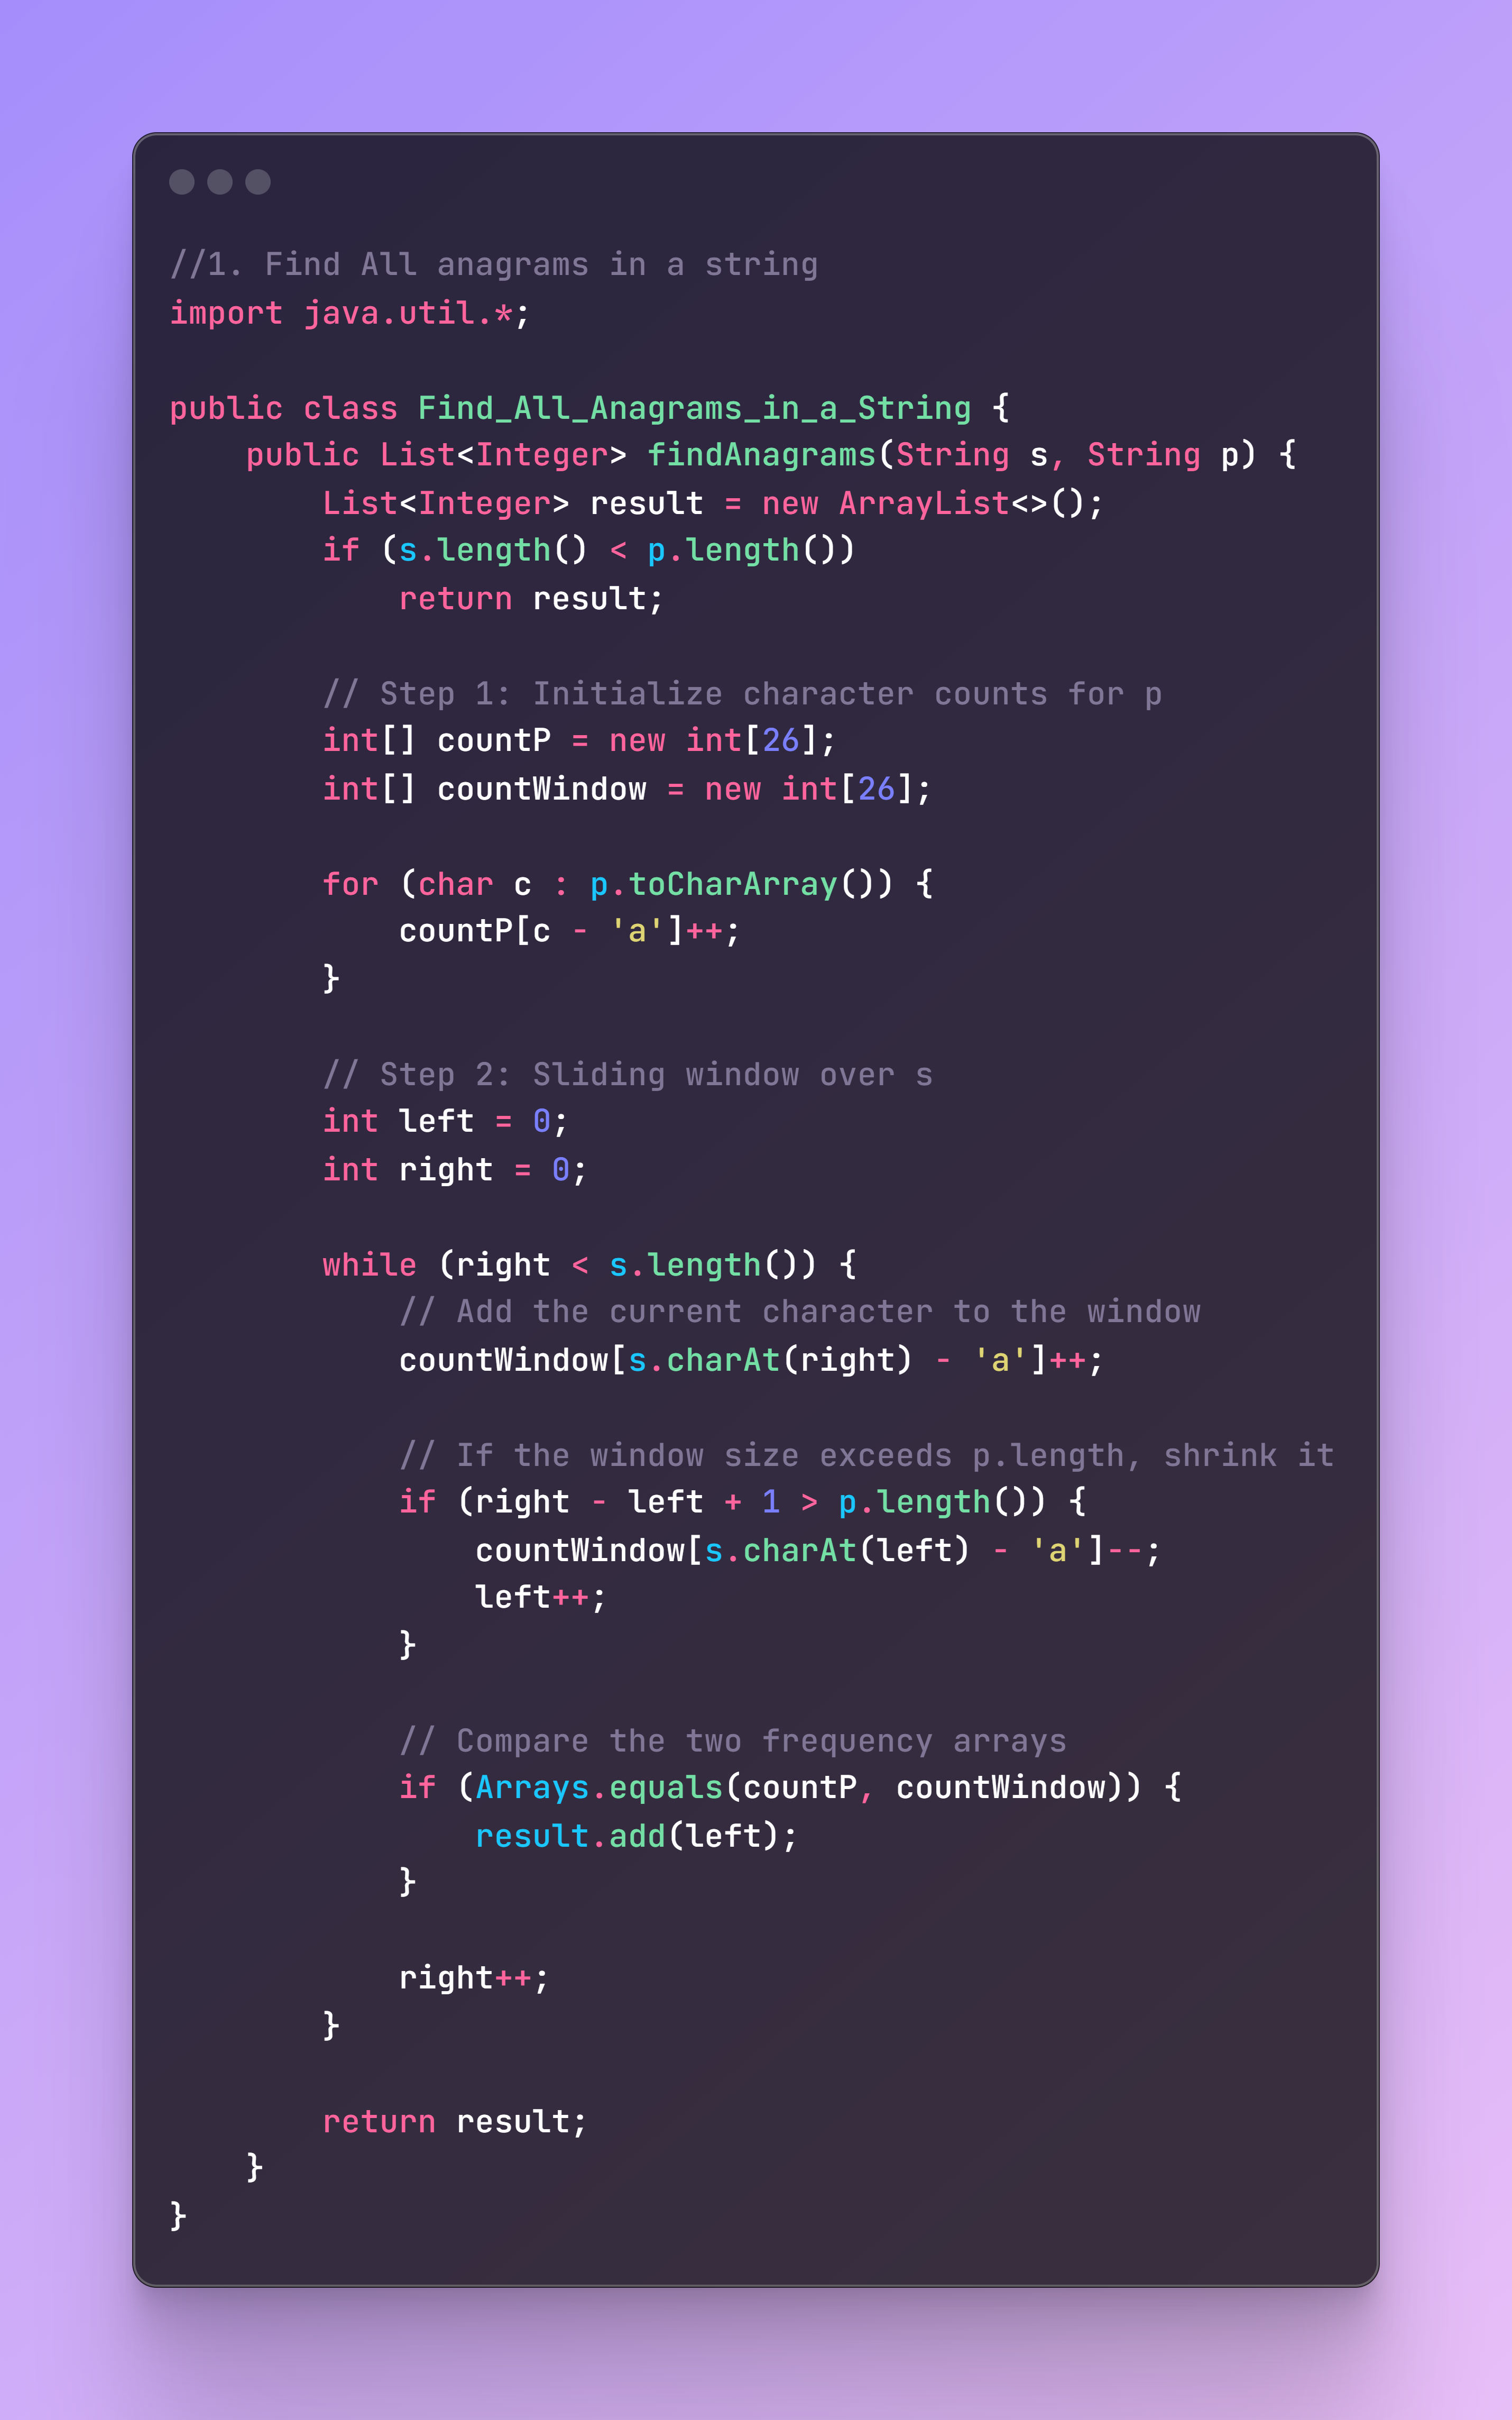 //1. Find All anagrams in a string
import java.util.*;

public class Find_All_Anagrams_in_a_String {
    public List<Integer> findAnagrams(String s, String p) {
        List<Integer> result = new ArrayList<>();
        if (s.length() < p.length())
            return result;

        // Step 1: Initialize character counts for p
        int[] countP = new int[26];
        int[] countWindow = new int[26];

        for (char c : p.toCharArray()) {
            countP[c - 'a']++;
        }

        // Step 2: Sliding window over s
        int left = 0;
        int right = 0;

        while (right < s.length()) {
            // Add the current character to the window
            countWindow[s.charAt(right) - 'a']++;

            // If the window size exceeds p.length, shrink it
            if (right - left + 1 > p.length()) {
                countWindow[s.charAt(left) - 'a']--;
                left++;
            }

            // Compare the two frequency arrays
            if (Arrays.equals(countP, countWindow)) {
                result.add(left);
            }

            right++;
        }

        return result;
    }
}